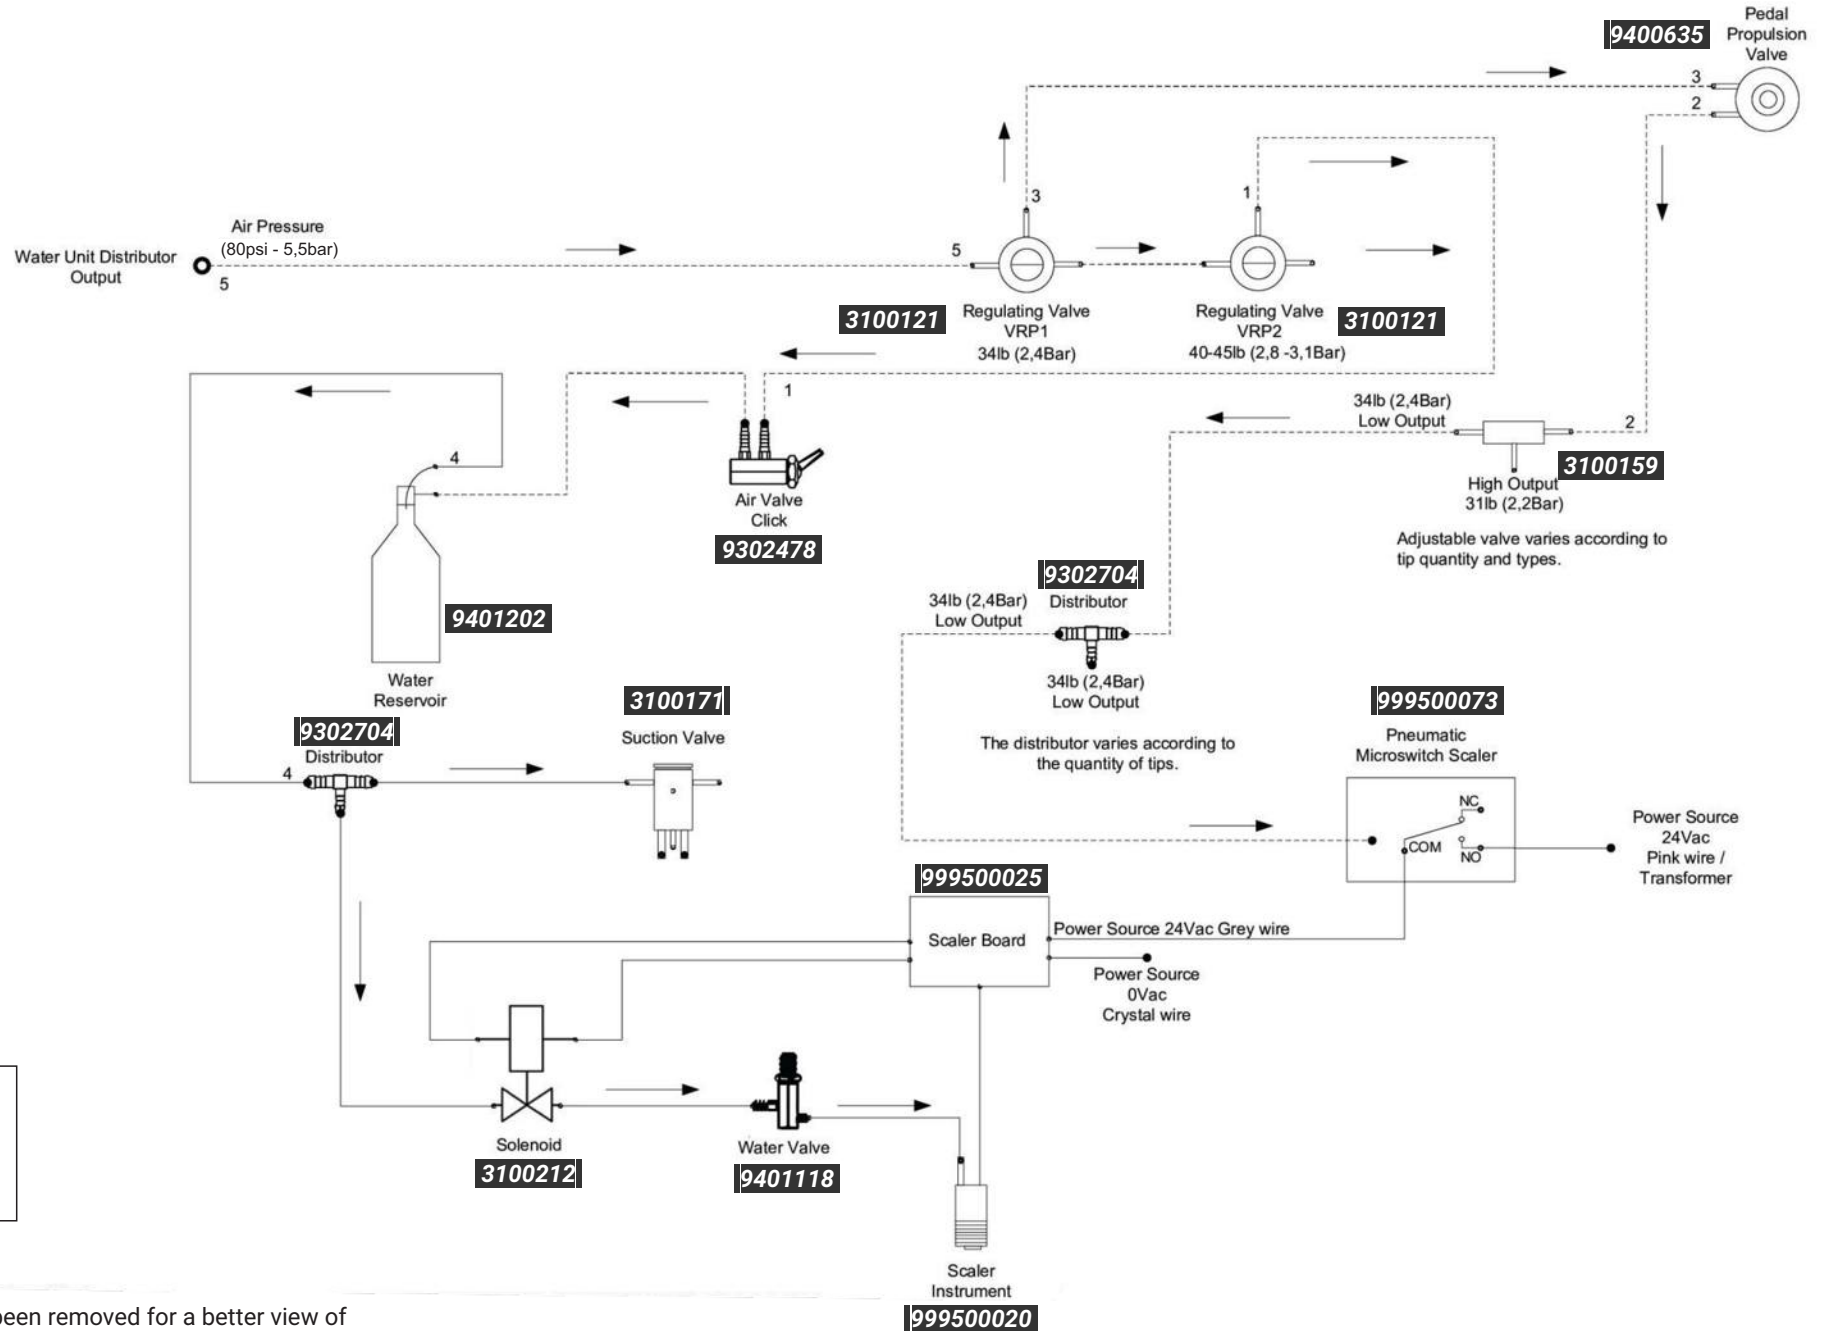 Pedal
Propulsion
Valve
9400635
3
2
Air Pressure
(80psi - 5,5bar)
Water Unit Distributor
Output
5
5
3
1
3100121
Regulating Valve
VRP1
34lb (2,4Bar)
Regulating Valve
VRP2
40-45lb (2,8 -3,1Bar)
3100121
1
34lb (2,4Bar)
Low Output
2
3100159
High Output
31lb (2,2Bar)
Adjustable valve varies according to
tip quantity and types.
4
Air Valve
Click
9302478
9401202
Water
Reservoir
9302704
Distributor
34lb (2,4Bar)
Low Output
34lb (2,4Bar)
Low Output
The distributor varies according to
the quantity of tips.
9302704
Distributor
4
3100171
Suction Valve
999500073
Pneumatic
Microswitch Scaler
NC
COM
NO
Power Source
24Vac
Pink wire /
Transformer
999500025
Scaler Board
Power Source 24Vac Grey wire
Power Source
0Vac
Crystal wire
Solenoid
3100212
Water Valve
9401118
Scaler
Instrument
999500020
been removed for a better view of